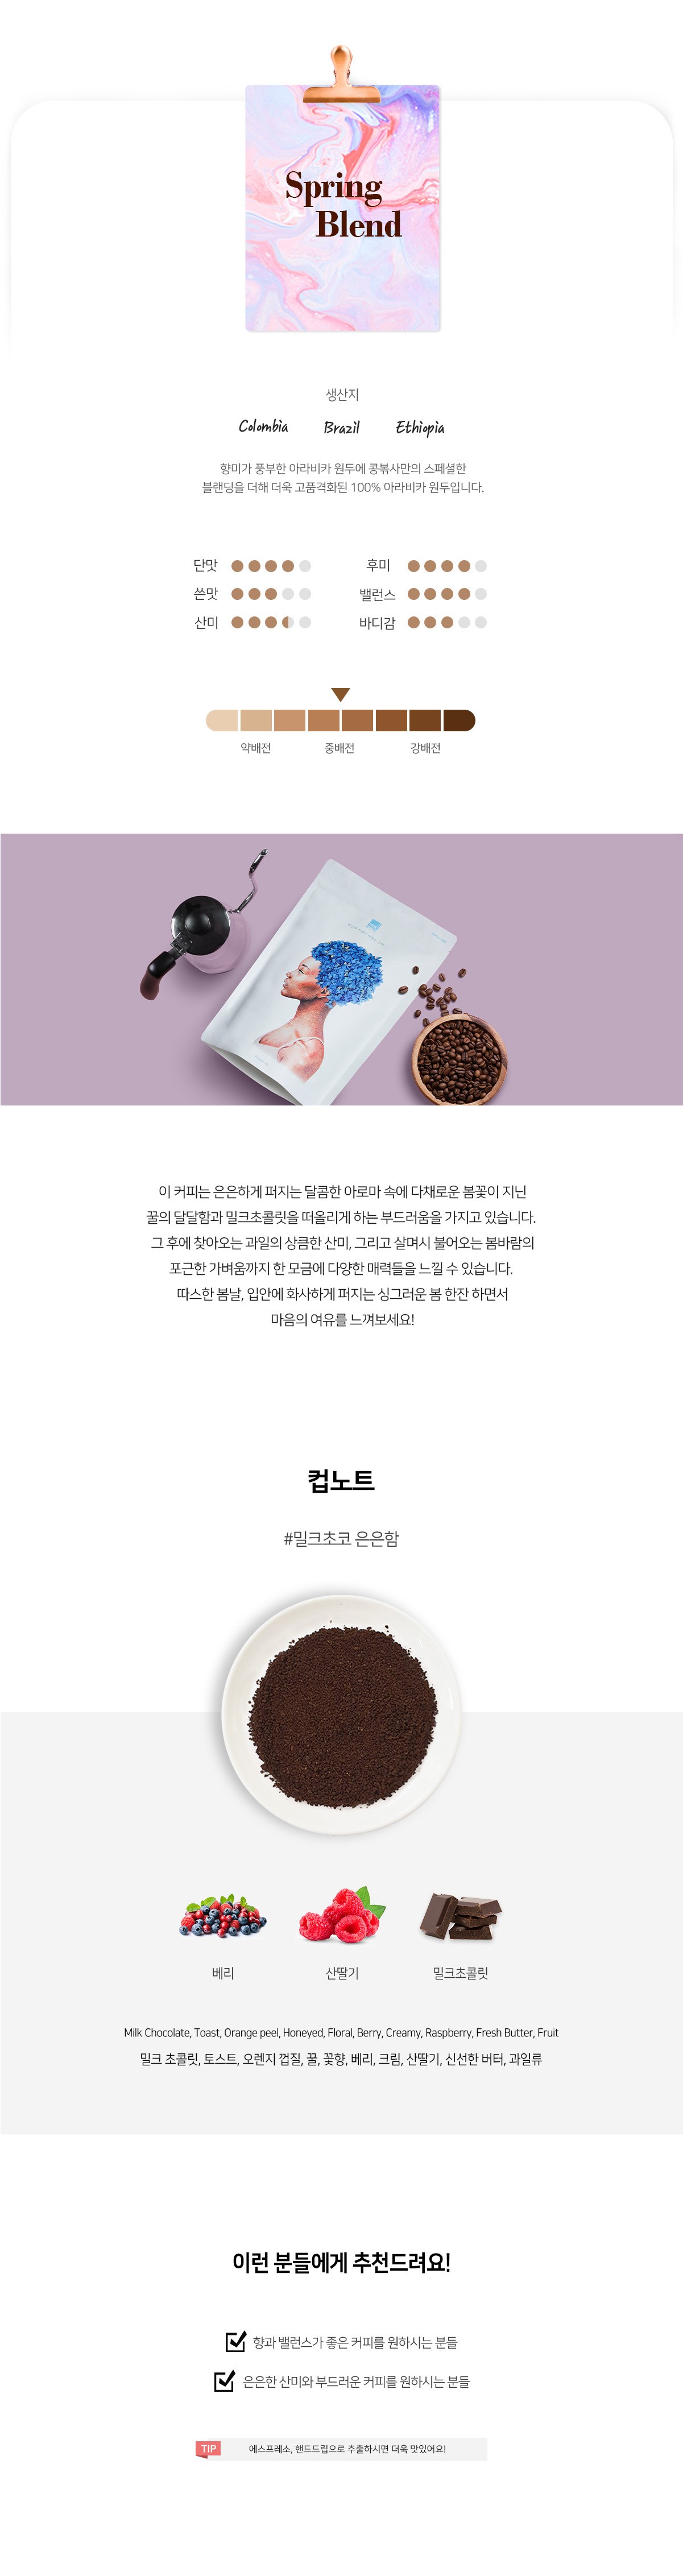 Spring
Blend
생산지
Colombia Brazil Ethiopia
향미가 풍부한 아라비카 원두에 콩볶사만의 스페셜한
블랜딩을 더해 더욱 고품격화된 100% 아라비카 원두입니다.
단맛 후미
쓴맛 밸런스
산미 바디감
약배전 중배전 강배전
이 커피는 은은하게 퍼지는 달콤한 아로마 속에 다채로운 봄꽃이 지닌
꿀의 달달함과 밀크초콜릿을 떠올리게 하는 부드러움을 가지고 있습니다.
그 후에 찾아오는 과일의 상큼한 산미, 그리고 살며시 불어오는 봄바람의
포근한 가벼움까지 한 모금에 다양한 매력들을 느낄 수 있습니다.
따스한 봄날, 입안에 화사하게 퍼지는 싱그러운 봄 한잔 하면서
마음의 여유를 느껴보세요!
컵노트
#밀크초코 은은함
베리 산딸기 밀크초콜릿
Milk Chocolate, Toast, Orange peel, Honeyed, Floral, Berry, Creamy, Raspberry, Fresh Butter, Fruit
밀크 초콜릿, 토스트, 오렌지 껍질, 꿀, 꽃향, 베리, 크림, 산딸기, 신선한 버터, 과일류
이런 분들에게 추천드려요!
향과 밸런스가 좋은 커피를 원하시는 분들
은은한 산미와 부드러운 커피를 원하시는 분들
TIP 에스프레소, 핸드드립으로 추출하시면 더욱 맛있어요!